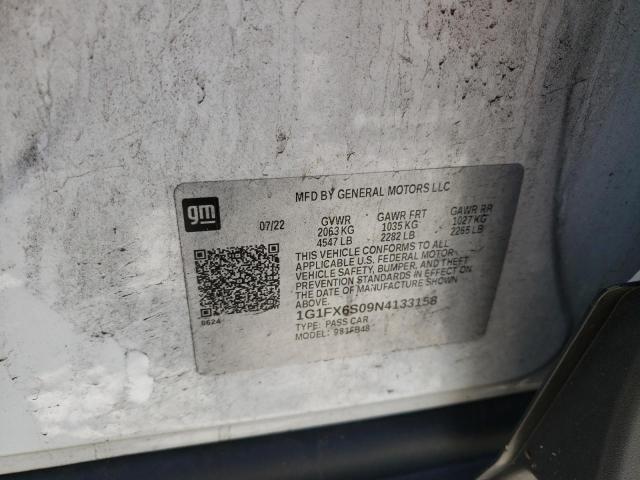 MFD BY GENERAL MOTORS LLC
gm
07/22 GVWR GAWR FRT GAWR RR
2063 KG 1035 KG 1027 KG
4547 LB 2282 LB 2265 LB
THIS VEHICLE CONFORMS TO ALL
APPLICABLE U.S. FEDERAL MOTOR
VEHICLE SAFETY, BUMPER, AND THEFT
PREVENTION STANDARDS IN EFFECT
ON THE DATE OF MANUFACTURE SHOWN
ABOVE.
1G1FX6S09N4133158
TYPE: PASS CAR
MODEL: 981FB48
8624